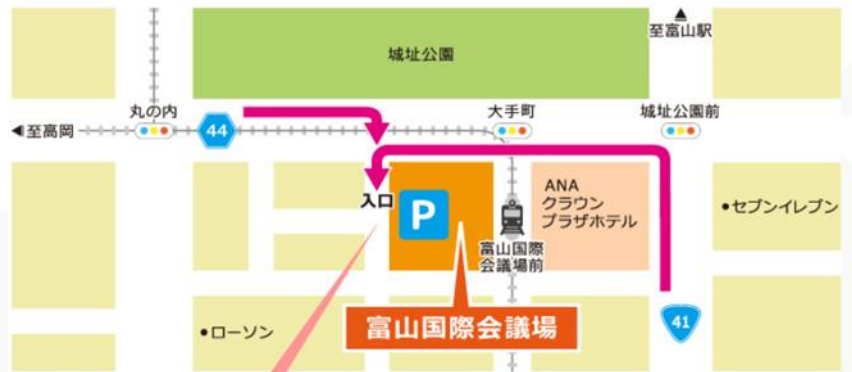 城址公園
▲
至富山駅
丸の内
大手町
城址公園前
◀至高岡
44
入口
P
ANA
クラウン
プラザホテル
•セブンイレブン
富山国際
会議場前
•ローソン
富山国際会議場
41